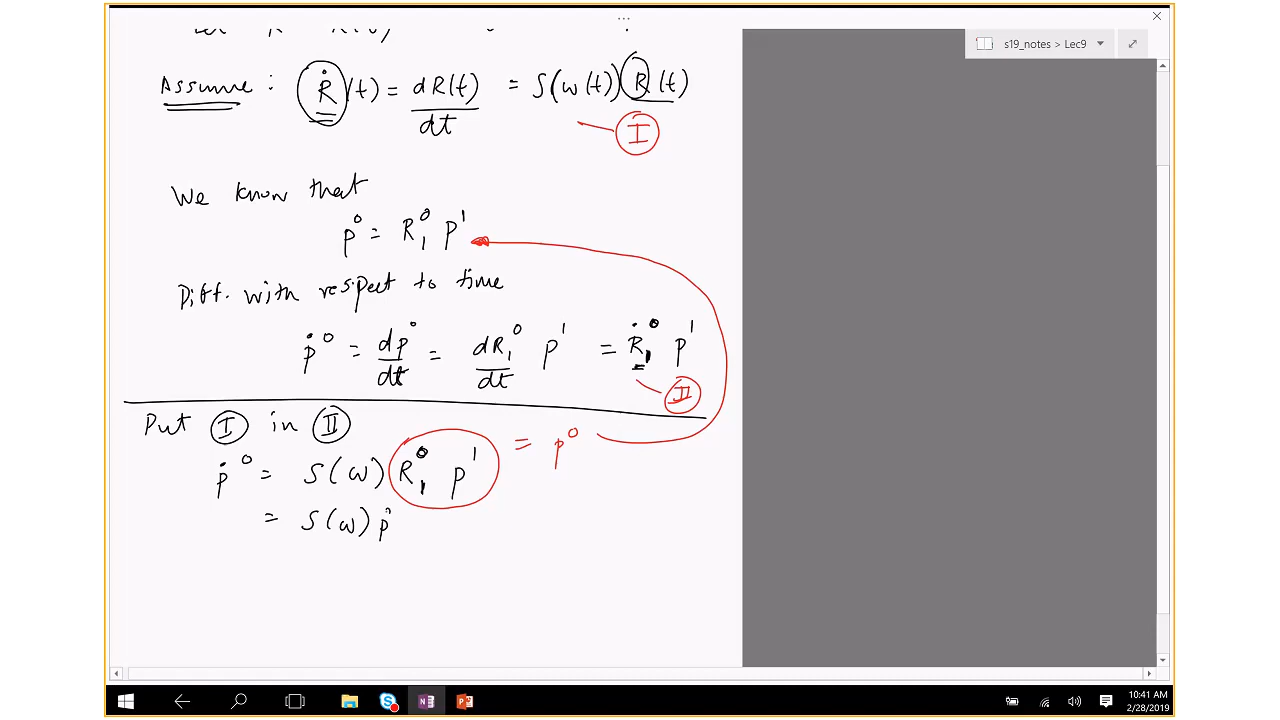 s19_notes > Lec9
Assume : Ṙ(t) = dR(t)/dt = S(ω(t)) R(t)
I
We know that
p⁰ = R₁⁰ p¹
Diff. with respect to time
ṗ⁰ = dp⁰/dt = dR₁⁰/dt p¹ = Ṙ₁⁰ p¹
II
Put I in II
ṗ⁰ = S(ω) R₁⁰ p¹ = p⁰
= S(ω) p
10:41 AM
2/28/2019